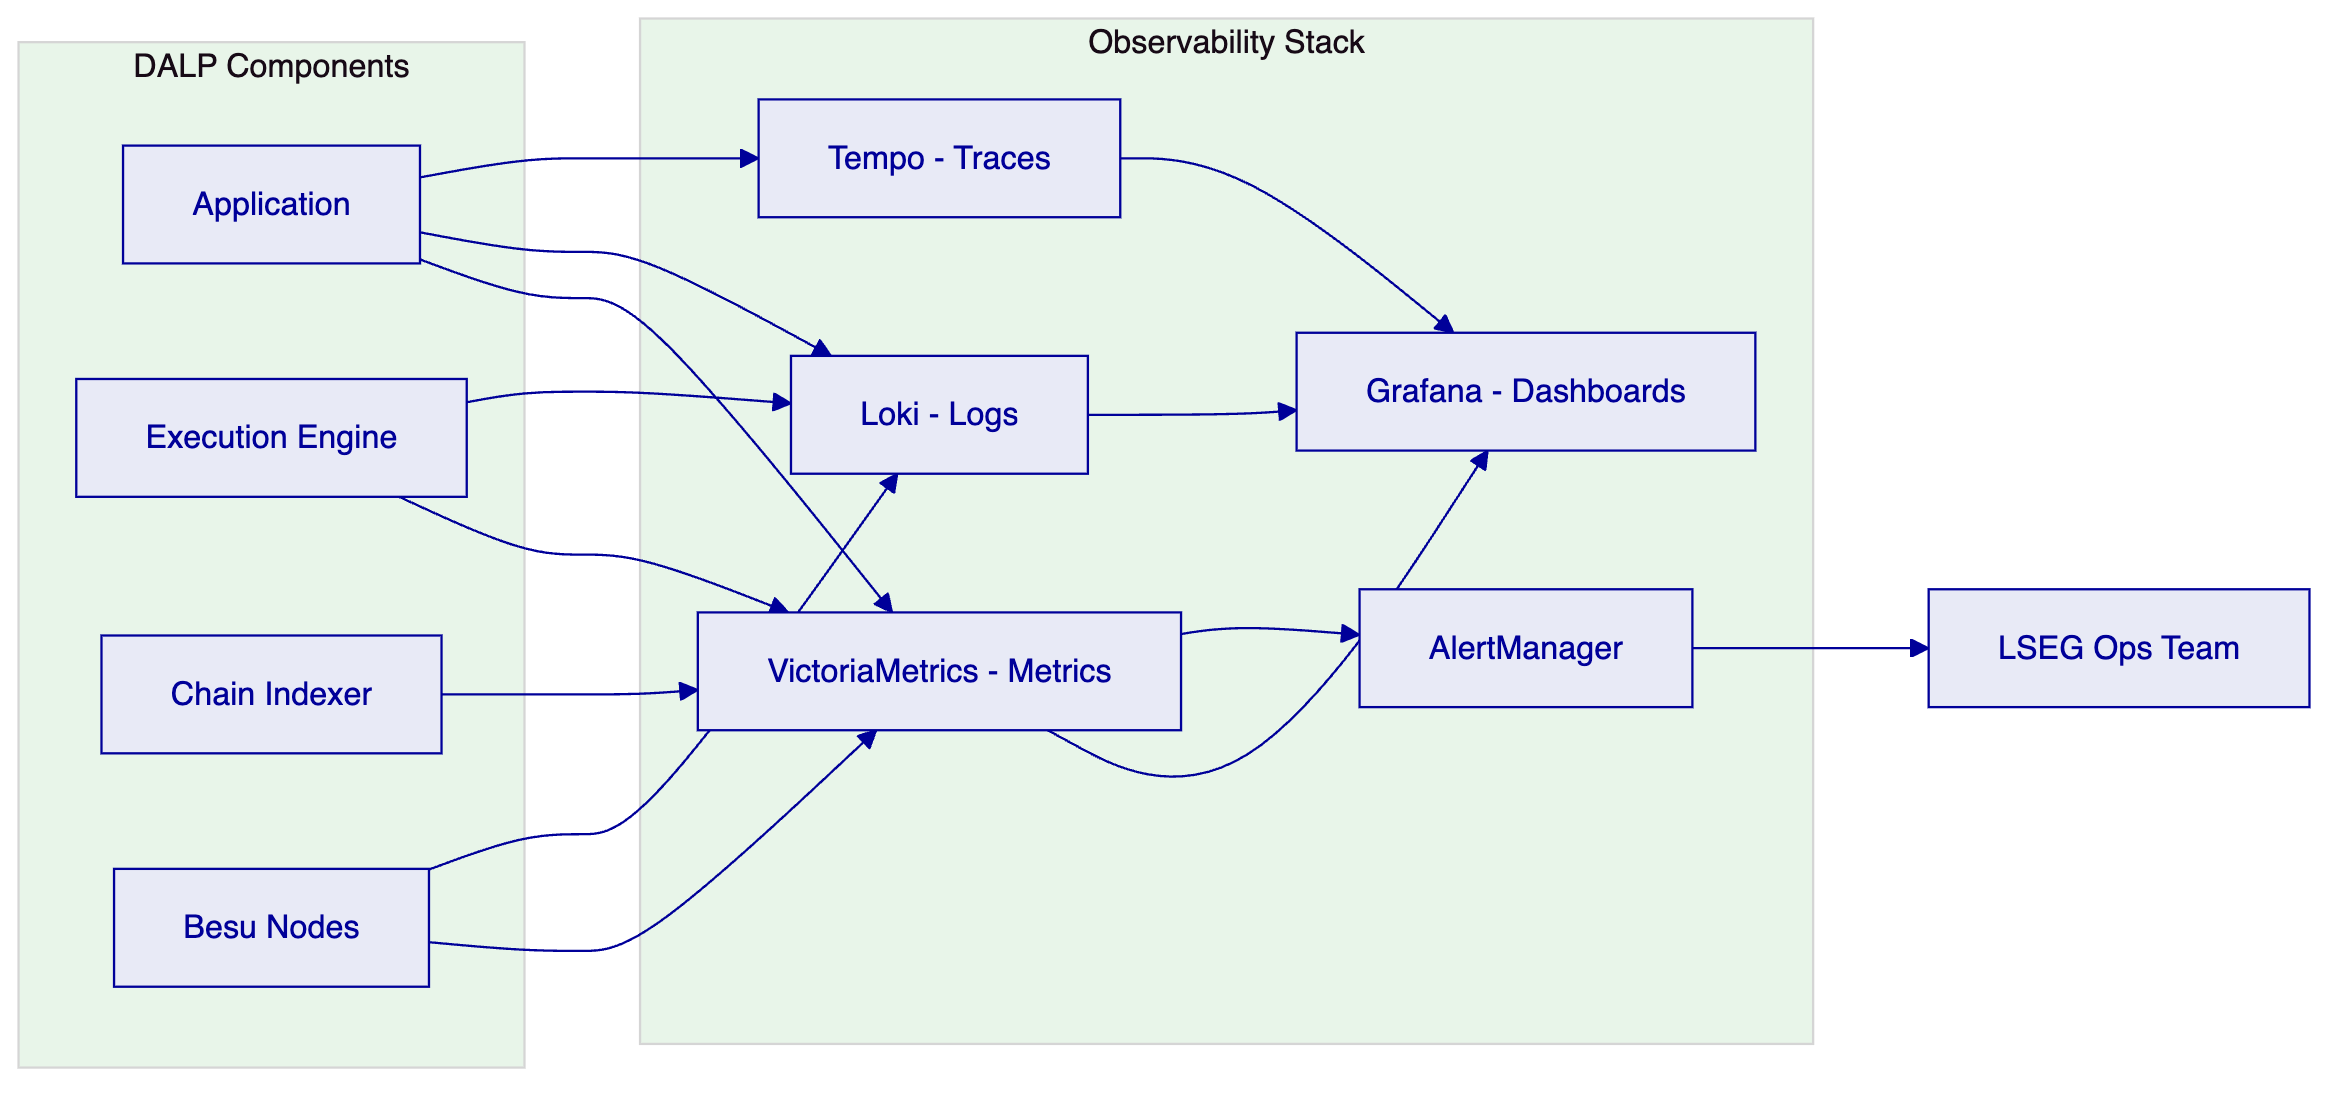 DALP Components
Application
Execution Engine
Chain Indexer
Besu Nodes
Observability Stack
Tempo - Traces
Loki - Logs
VictoriaMetrics - Metrics
Grafana - Dashboards
AlertManager
LSEG Ops Team